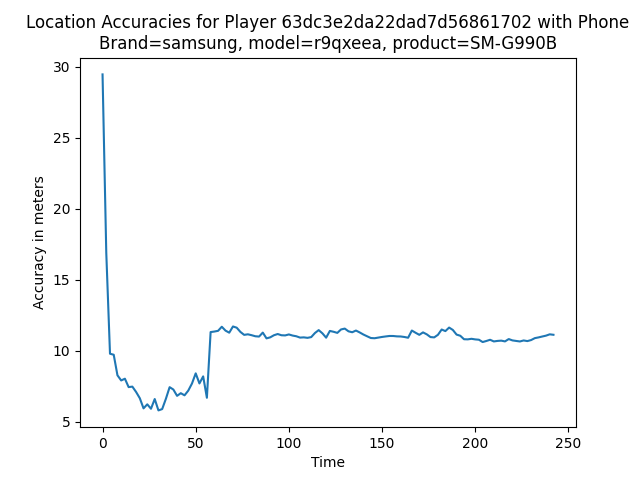 Location Accuracies for Player 63dc3e2da22dad7d56861702 with Phone
Brand=samsung, model=r9qxeea, product=SM-G990B
30
25
20
15
10
5
Accuracy in meters
0 50 100 150 200 250
Time